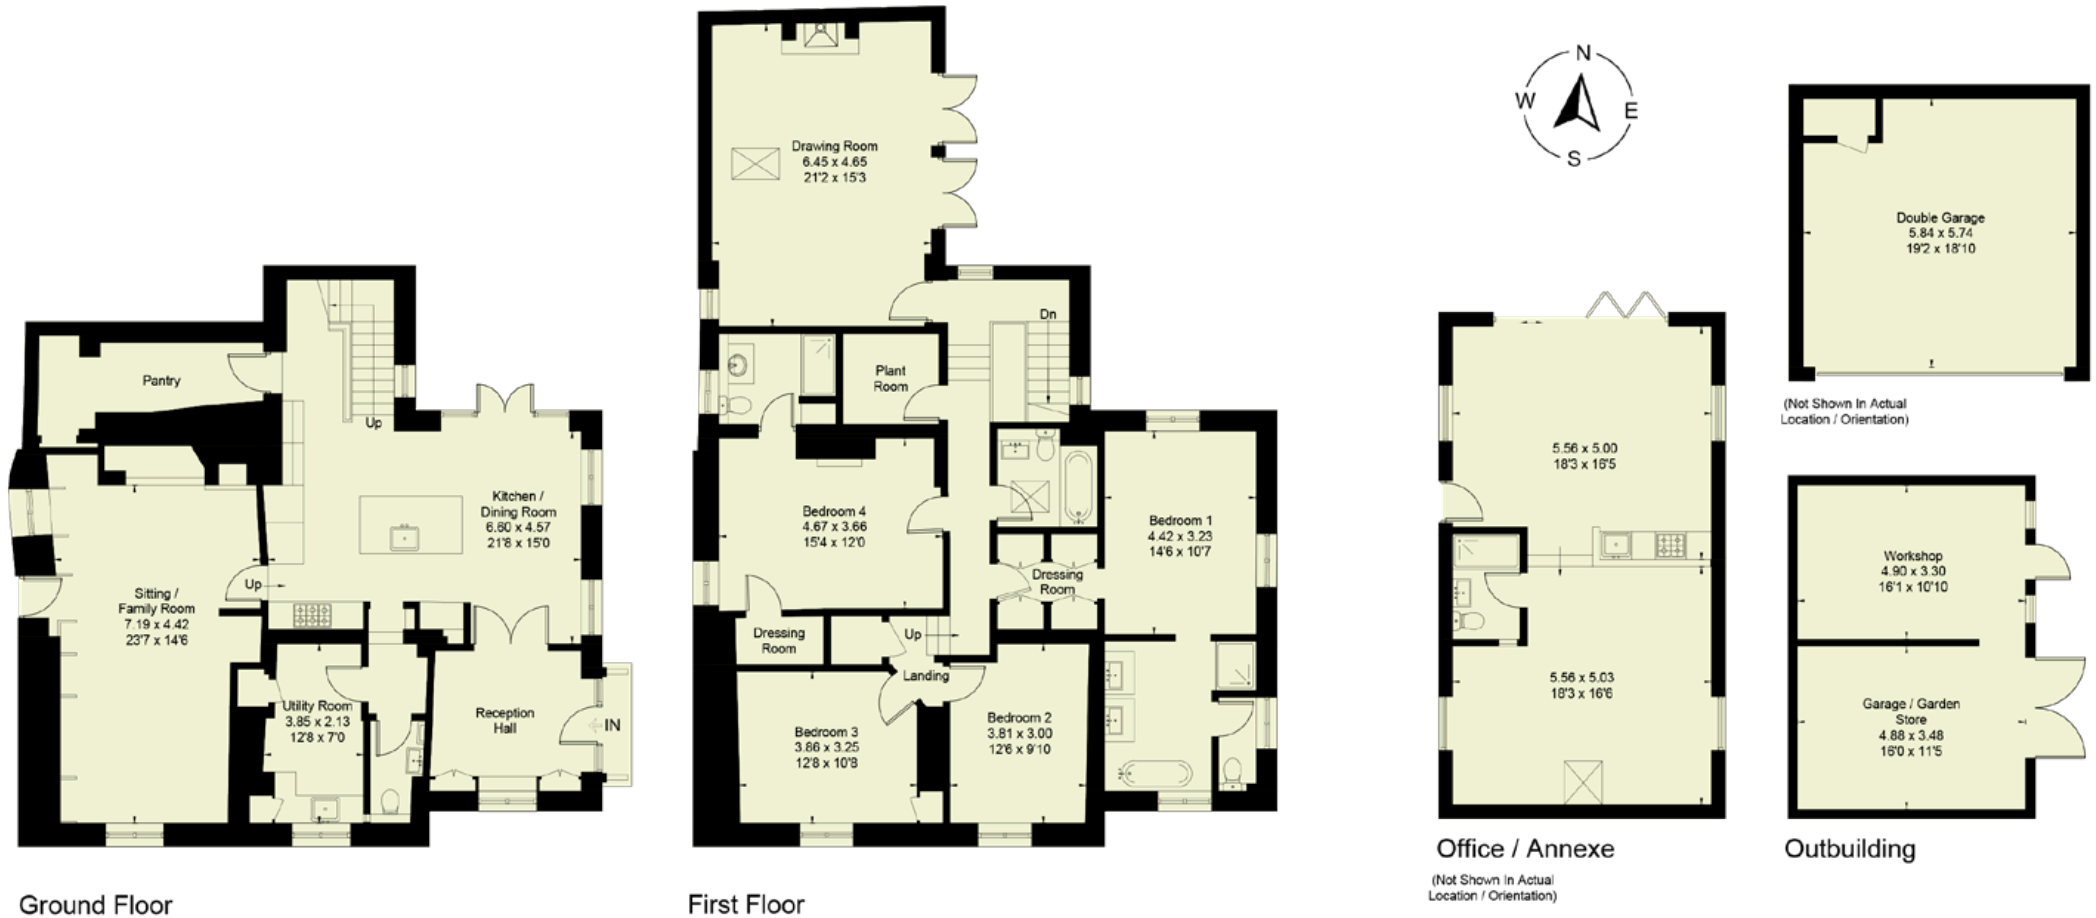 Pantry
Up
Kitchen /
Dining Room
6.60 x 4.57
21'8 x 15'0
Up
Sitting /
Family Room
7.19 x 4.42
23'7 x 14'6
Utility Room
3.85 x 2.13
12'8 x 7'0
Reception
Hall
IN
Ground Floor
Drawing Room
6.45 x 4.65
21'2 x 15'3
Dn
Plant
Room
Bedroom 4
4.67 x 3.66
15'4 x 12'0
Bedroom 1
4.42 x 3.23
14'6 x 10'7
Dressing
Room
Dressing
Room
Up
Landing
Bedroom 3
3.86 x 3.25
12'8 x 10'8
Bedroom 2
3.81 x 3.00
12'6 x 9'10
First Floor
N
W
E
S
5.56 x 5.00
18'3 x 16'5
5.56 x 5.03
18'3 x 16'6
Office / Annexe
(Not Shown In Actual
Location / Orientation)
Double Garage
5.84 x 5.74
19'2 x 18'10
(Not Shown In Actual
Location / Orientation)
Workshop
4.90 x 3.30
16'1 x 10'10
Garage / Garden
Store
4.88 x 3.48
16'0 x 11'5
Outbuilding